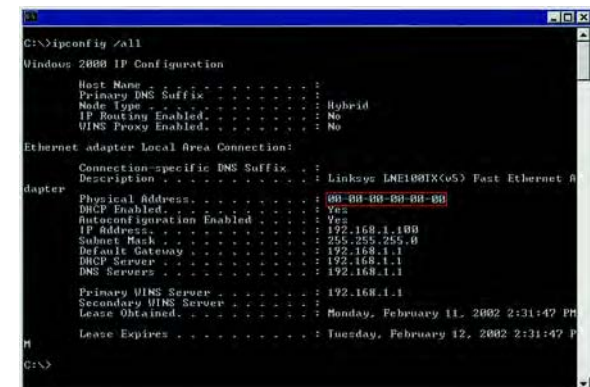 C:\>ipconfig /all
Windows 2000 IP Configuration
Host Name . . . . . . . . . . . . :
Primary DNS Suffix . . . . . . . :
Node Type . . . . . . . . . . . . : Hybrid
IP Routing Enabled. . . . . . . . : No
WINS Proxy Enabled. . . . . . . . : No
Ethernet adapter Local Area Connection:
Connection-specific DNS Suffix . :
Description . . . . . . . . . . . : Linksys LNE100TX(v5) Fast Ethernet A
dapter
Physical Address. . . . . . . . . : 00-00-00-00-00-00
DHCP Enabled. . . . . . . . . . . : Yes
Autoconfiguration Enabled . . . . : Yes
IP Address. . . . . . . . . . . . : 192.168.1.100
Subnet Mask . . . . . . . . . . . : 255.255.255.0
Default Gateway . . . . . . . . . : 192.168.1.1
DHCP Server . . . . . . . . . . . : 192.168.1.1
DNS Servers . . . . . . . . . . . : 192.168.1.1
Primary WINS Server . . . . . . . : 192.168.1.1
Secondary WINS Server . . . . . . :
Lease Obtained. . . . . . . . . . : Monday, February 11, 2002 2:31:47 PM
Lease Expires . . . . . . . . . . : Tuesday, February 12, 2002 2:31:47 P
M
C:\>